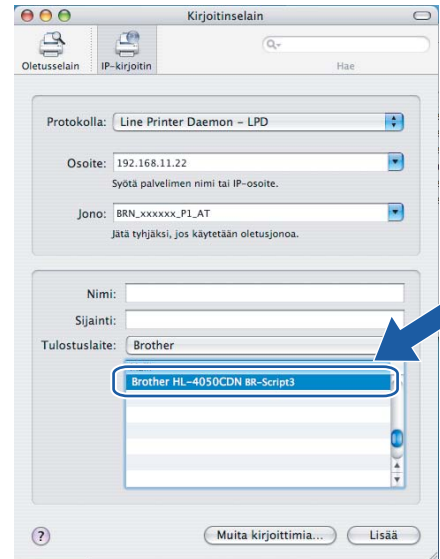 Kirjoitinselain
Oletusselain IP-kirjoitin Hae
Protokolla: Line Printer Daemon – LPD
Osoite: 192.168.11.22
Syötä palvelimen nimi tai IP-osoite.
Jono: BRN_xxxxxx_P1_AT
Jätä tyhjäksi, jos käytetään oletusjonoa.
Nimi:
Sijainti:
Tulostuslaite: Brother
Brother HL-4050CDN BR-Script3
? Muita kirjoittimia... Lisää